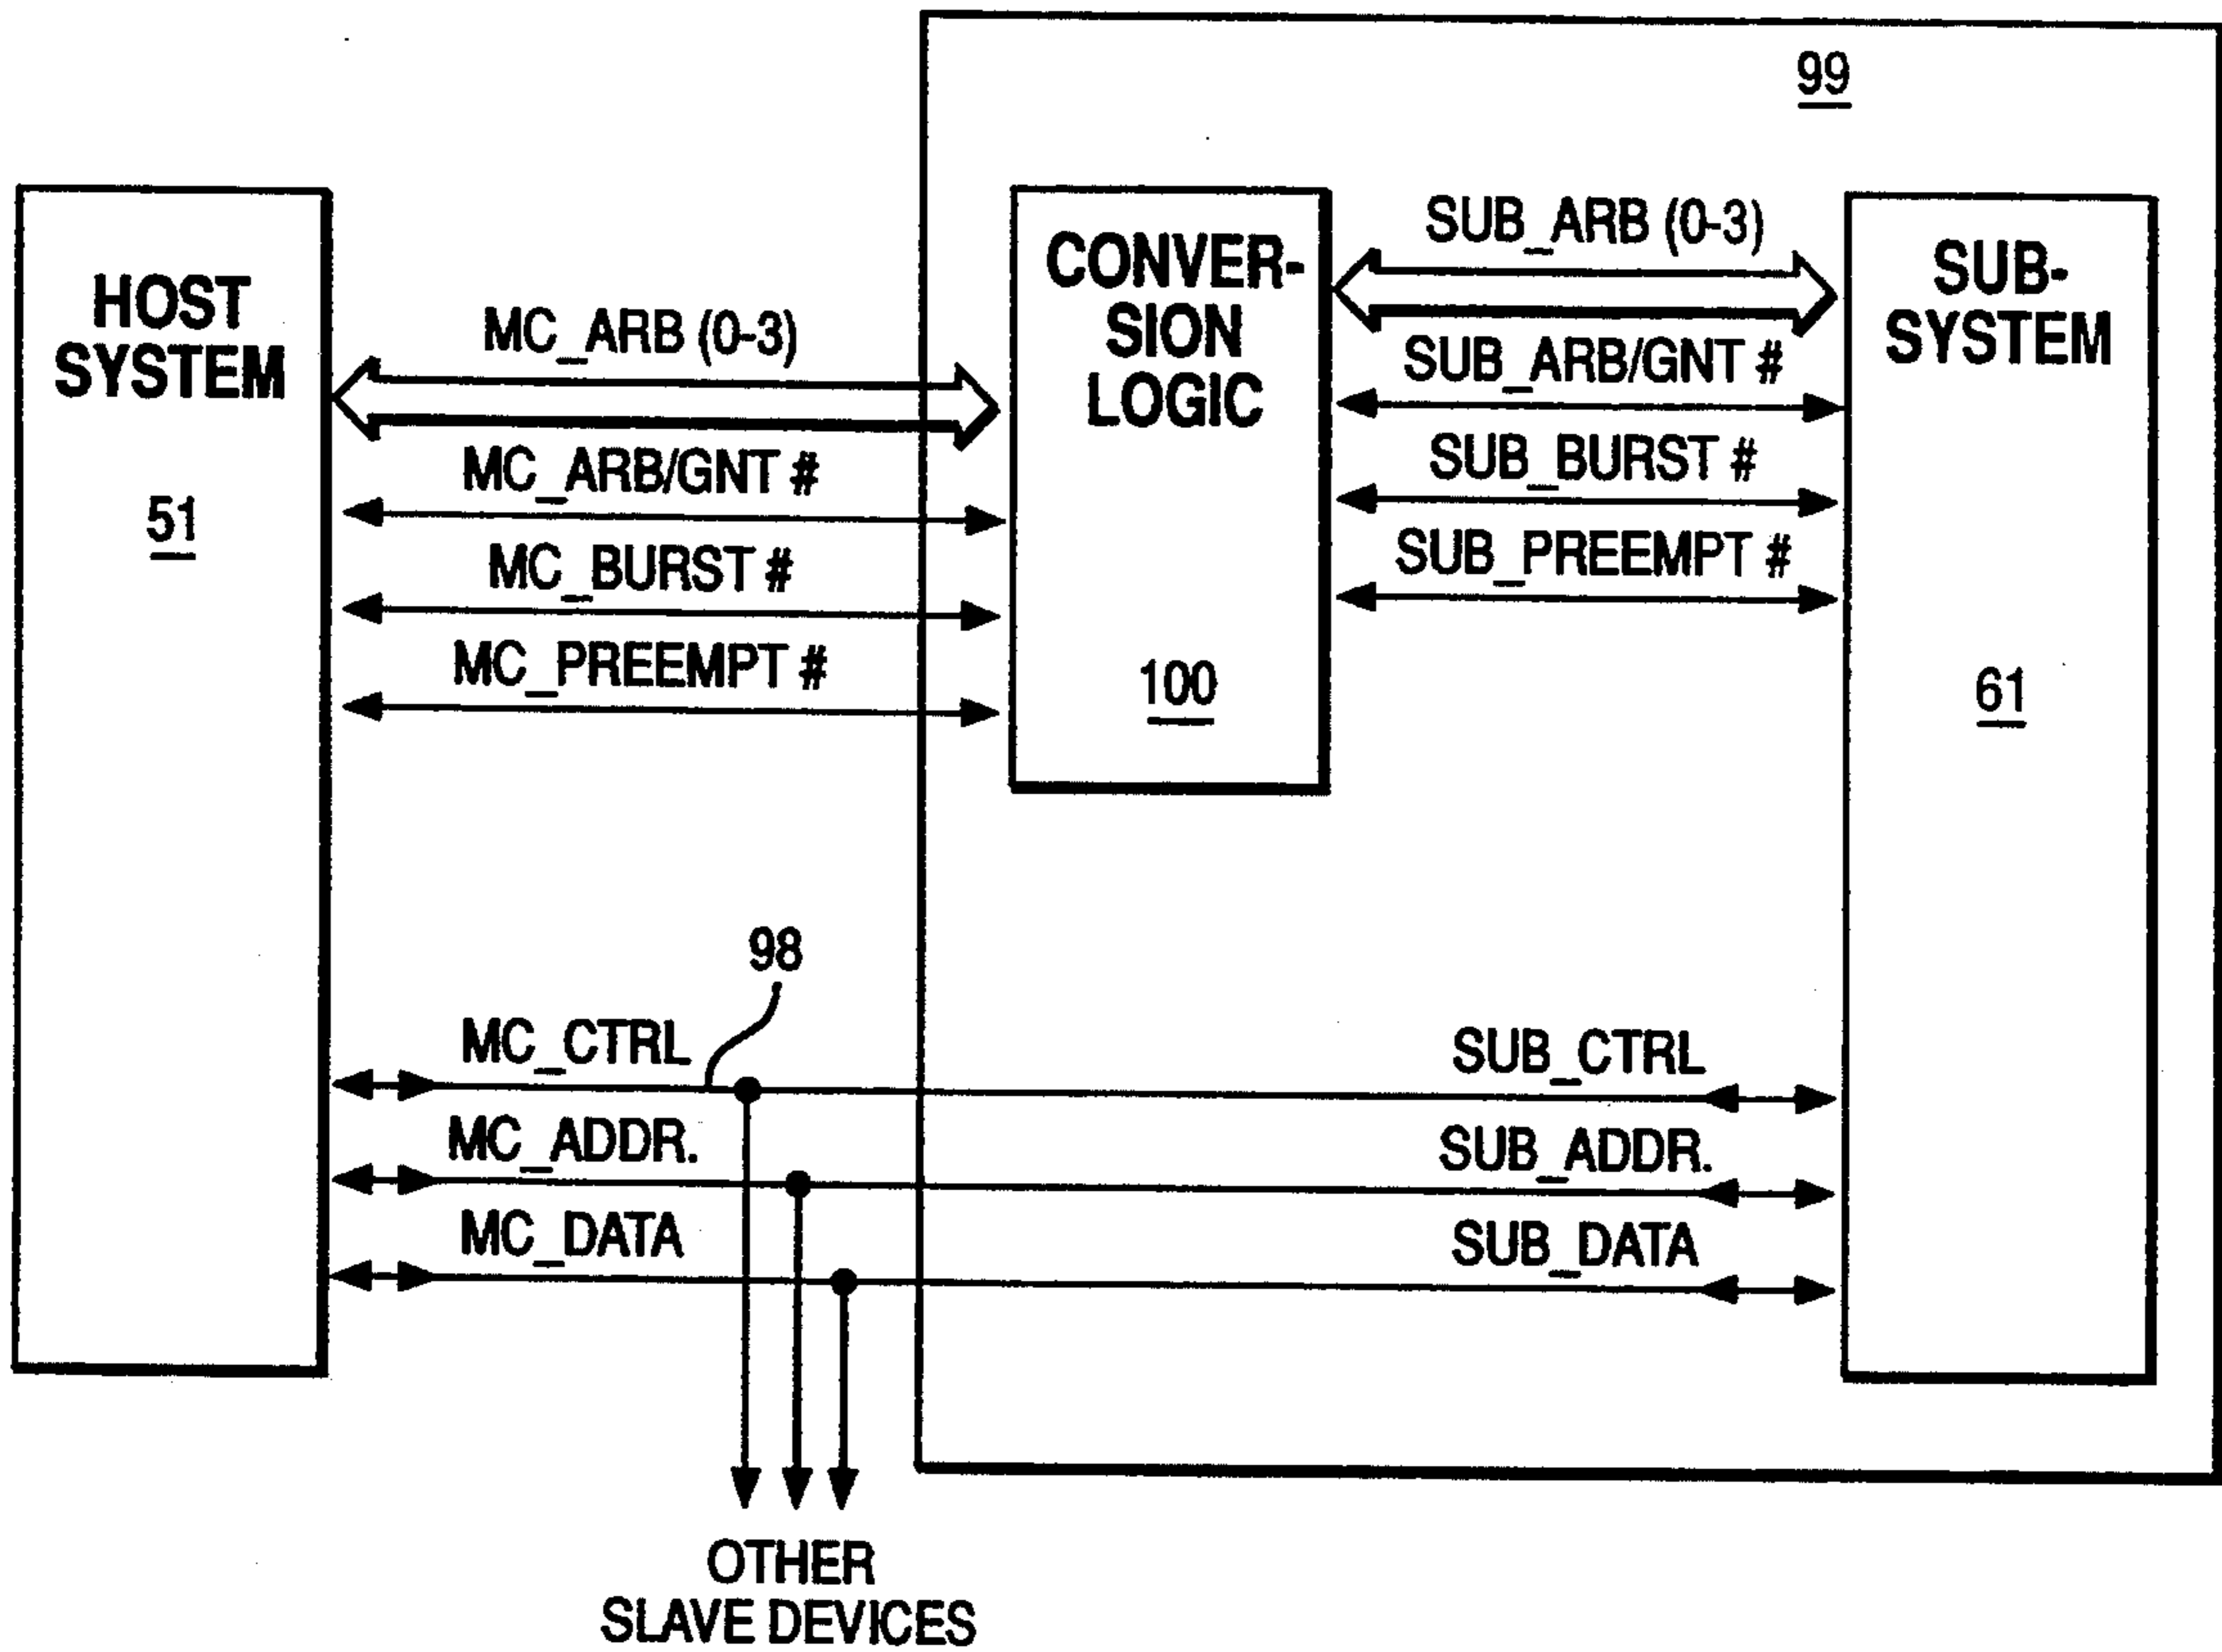 99
HOST
SYSTEM
51
MC_ARB (0-3)
MC_ARB/GNT #
MC_BURST #
MC_PREEMPT #
CONVER-
SION
LOGIC
100
SUB_ARB (0-3)
SUB_ARB/GNT #
SUB_BURST #
SUB_PREEMPT #
SUB-
SYSTEM
61
98
MC_CTRL
SUB_CTRL
MC_ADDR.
SUB_ADDR.
MC_DATA
SUB_DATA
OTHER
SLAVE DEVICES